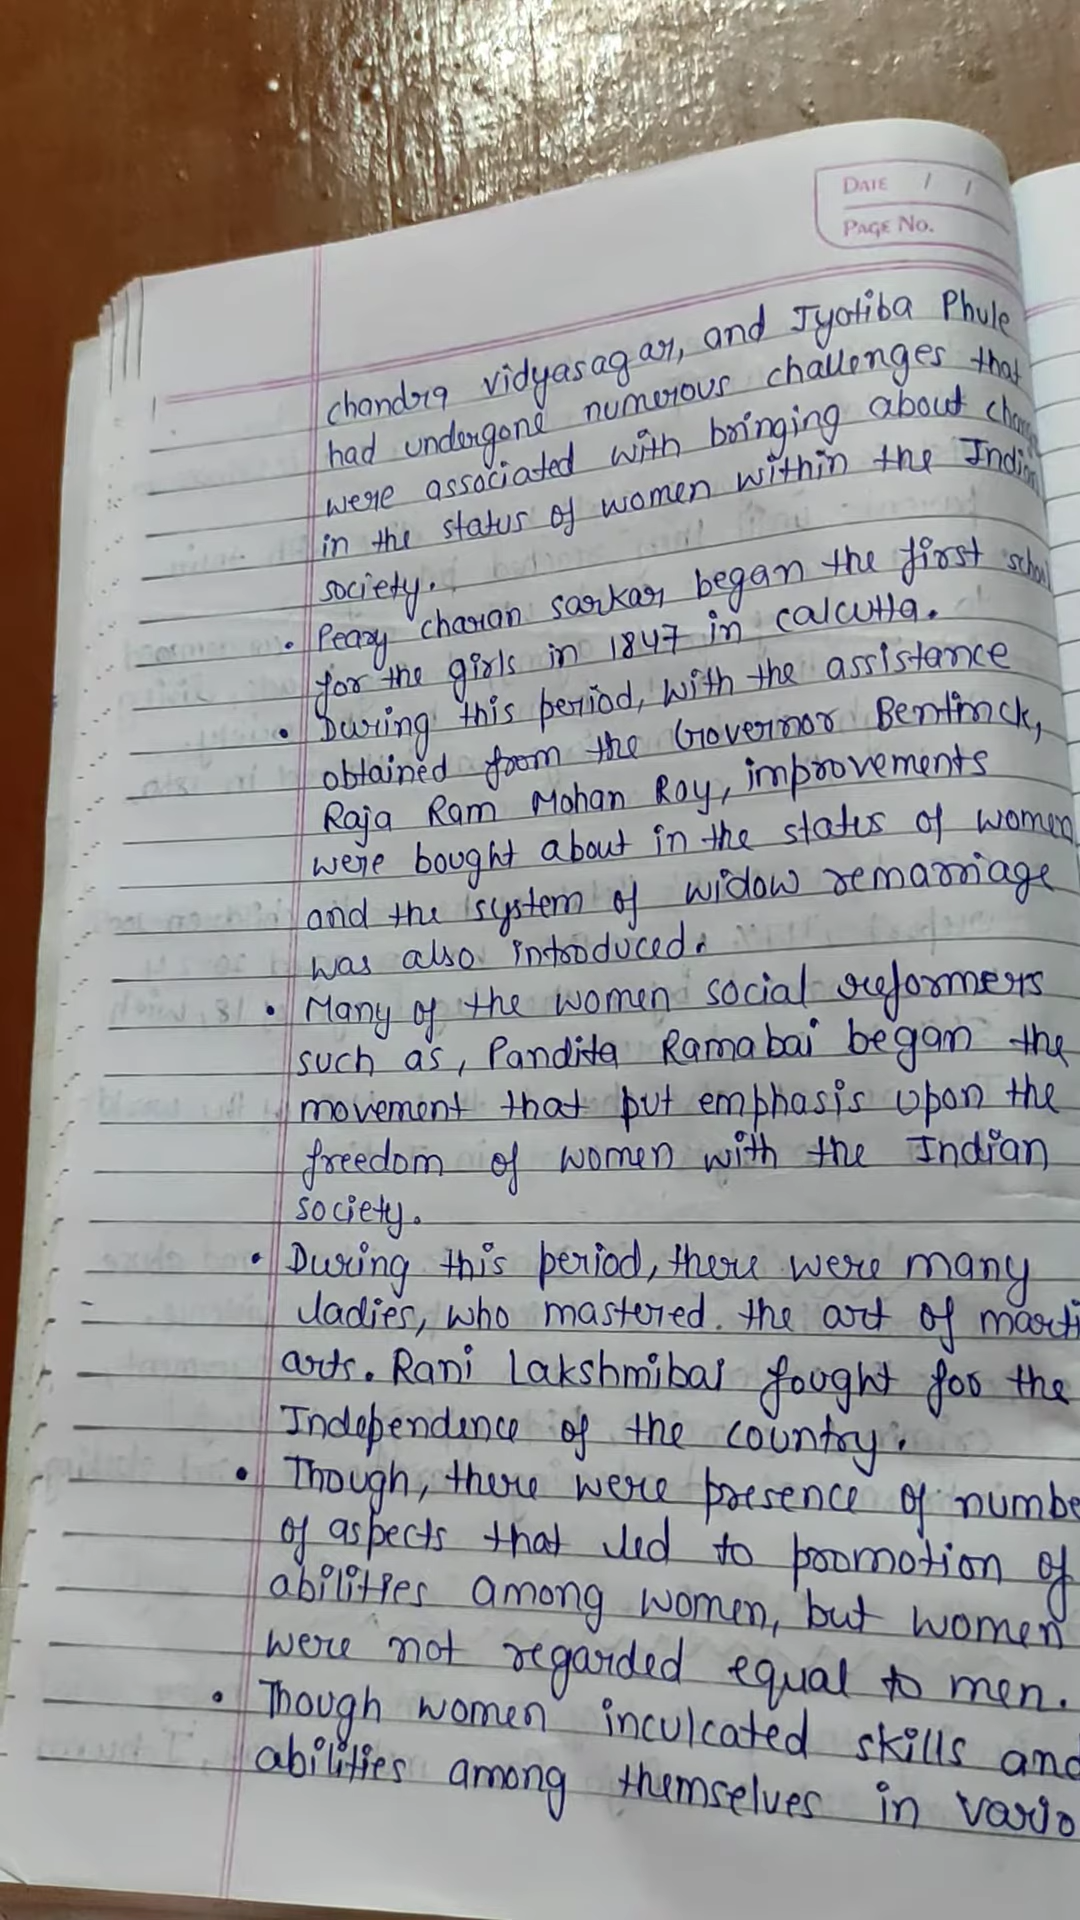 DATE / /
PAGE No.
chandra vidyasagar, and Jyotiba Phule
had undergone numerous challenges that
were associated with bringing about
in the status of women within the
society.
• Peary charan sarkar began the first school
for the girls in 1847 in calcutta.
• During this period, with the assistance
obtained from the Governor Bentinck,
Raja Ram Mohan Roy, improvements
were bought about in the status of women
and the system of widow remarriage
was also introduced.
• Many of the women social reformers
such as, Pandita Ramabai began the
movement that put emphasis upon the
freedom of women with the Indian
society.
• During this period, there were many
ladies, who mastered. the art of marti
arts. Rani Lakshmibai fought for the
Independence of the country.
• Though, there were presence of numbe
of aspects that led to promotion of
abilities among women, but women
were not regarded equal to men.
• Though women inculcated skills and
abilities among themselves in vario